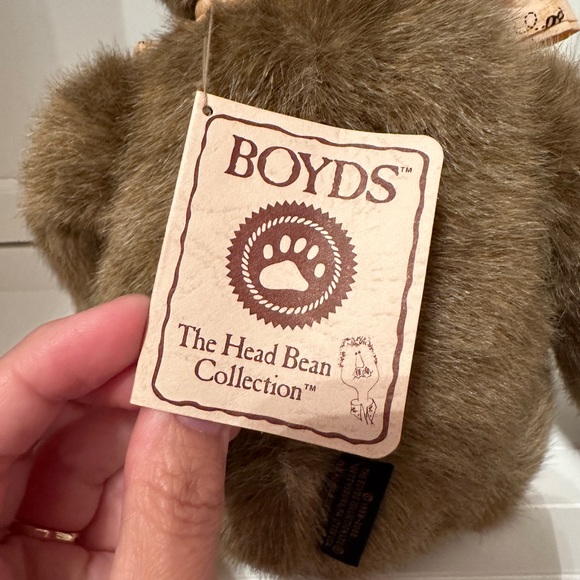 BOYDS™
The Head Bean
Collection™